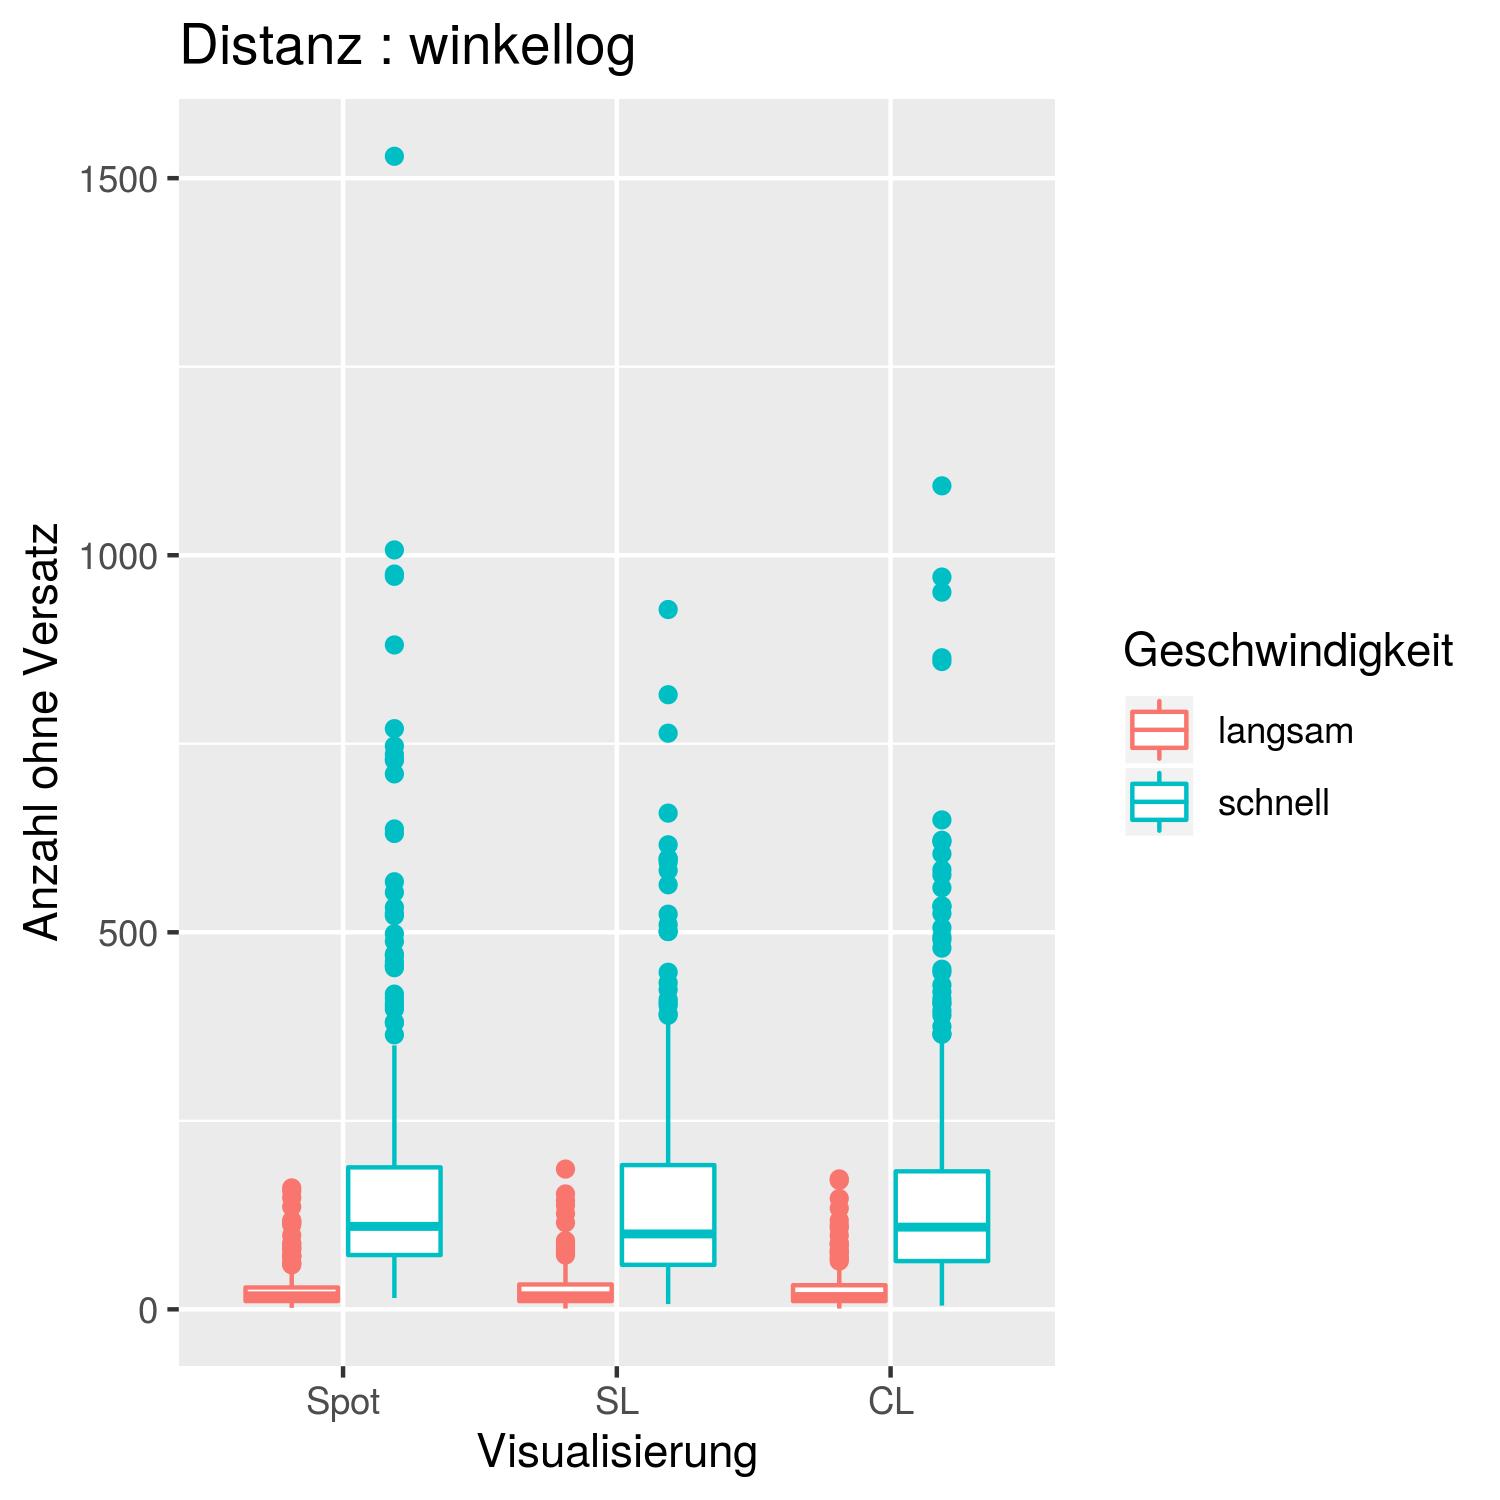 Distanz : winkellog
Anzahl ohne Versatz
1500
1000
500
0
Spot
SL
CL
Visualisierung
Geschwindigkeit
langsam
schnell